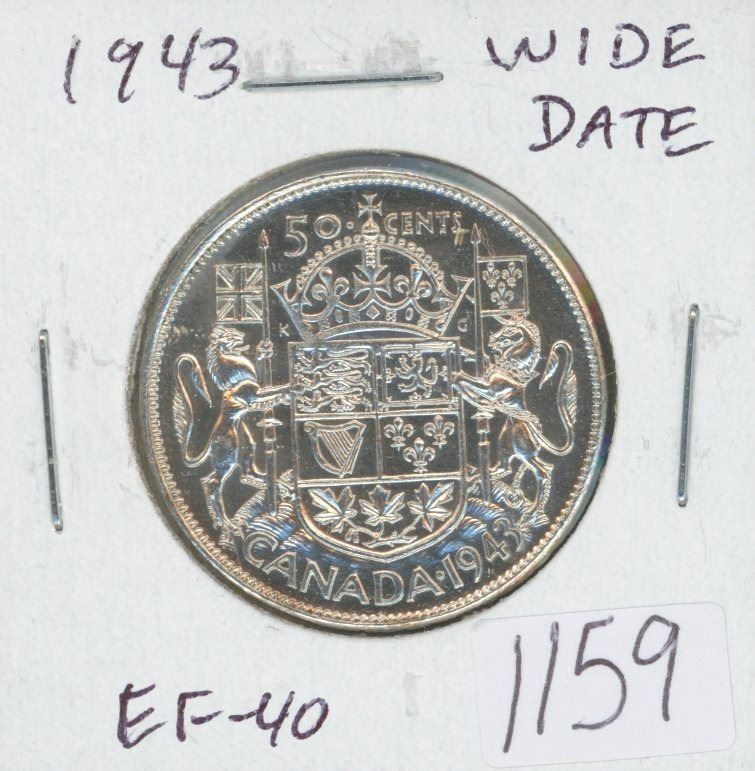 1943 WIDE
DATE
50 CENTS
K G
CANADA·1943
EF-40
1159